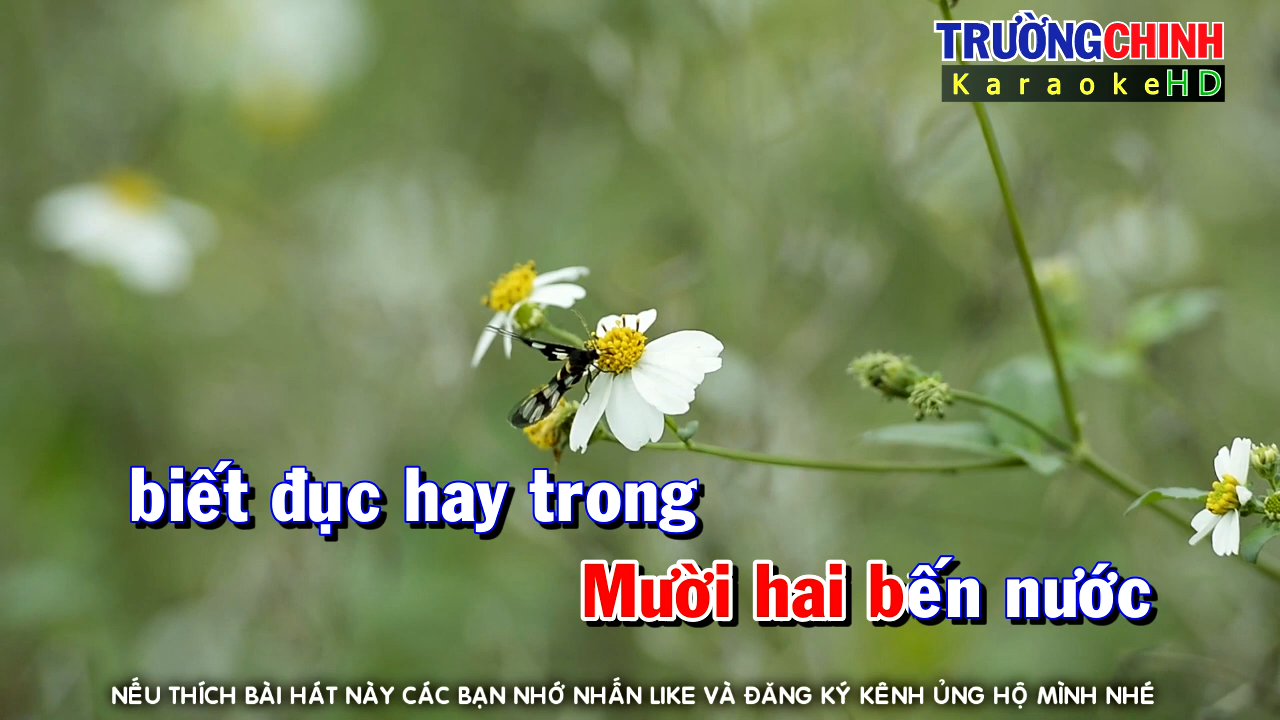 TRƯỜNGCHINH
KaraokeHD
biết đục hay trong
Mười hai bến nước
NẾU THÍCH BÀI HÁT NÀY CÁC BẠN NHỚ NHẤN LIKE VÀ ĐĂNG KÝ KÊNH ỦNG HỘ MÌNH NHÉ